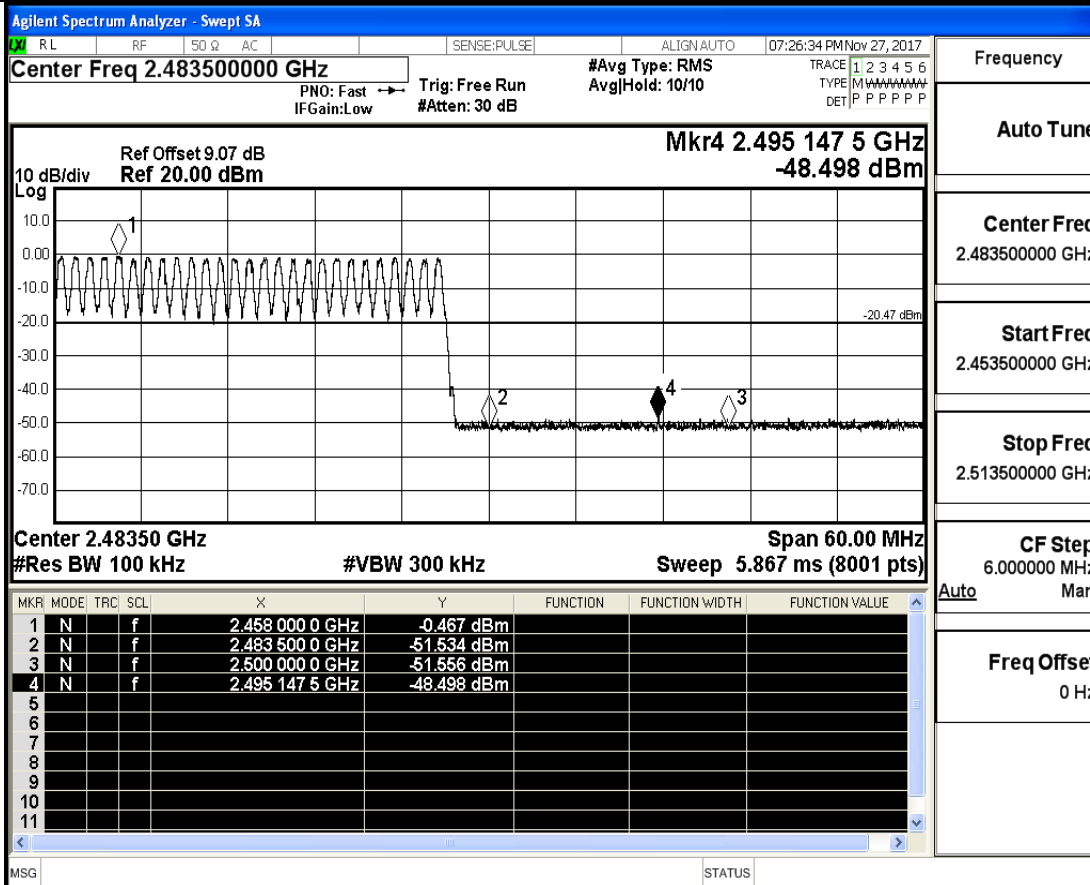 Agilent Spectrum Analyzer - Swept SA
LXI RL RF 50 Ω AC SENSE:PULSE ALIGN AUTO 07:26:34 PM Nov 27, 2017
Center Freq 2.483500000 GHz
PNO: Fast
IFGain:Low
Trig: Free Run
#Atten: 30 dB
#Avg Type: RMS
Avg|Hold: 10/10
TRACE 1 2 3 4 5 6
TYPE M
DET P P P P P P
Mkr4 2.495 147 5 GHz
-48.498 dBm
Ref Offset 9.07 dB
10 dB/div Ref 20.00 dBm
Log
10.0
0.00
-10.0
-20.0
-30.0
-40.0
-50.0
-60.0
-70.0
1
-20.47 dBm
2
4
3
Center 2.48350 GHz Span 60.00 MHz
#Res BW 100 kHz #VBW 300 kHz Sweep 5.867 ms (8001 pts)
MKR MODE TRC SCL X Y FUNCTION FUNCTION WIDTH FUNCTION VALUE
1 N f 2.458 000 0 GHz -0.467 dBm
2 N f 2.483 500 0 GHz -51.534 dBm
3 N f 2.500 000 0 GHz -51.556 dBm
4 N f 2.495 147 5 GHz -48.498 dBm
5
6
7
8
9
10
11
MSG STATUS
Frequency
Auto Tune
Center Freq
2.483500000 GHz
Start Freq
2.453500000 GHz
Stop Freq
2.513500000 GHz
CF Step
6.000000 MHz
Auto Man
Freq Offset
0 Hz